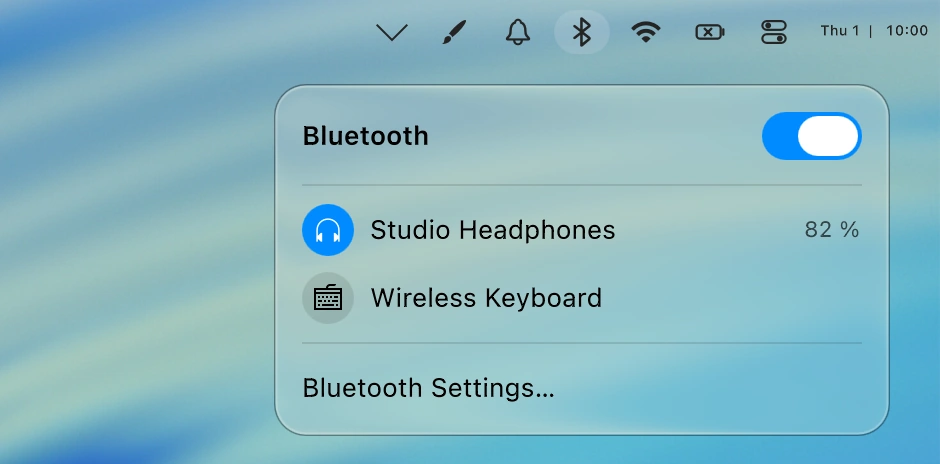 Thu 1 | 10:00
Bluetooth
Studio Headphones 82 %
Wireless Keyboard
Bluetooth Settings...